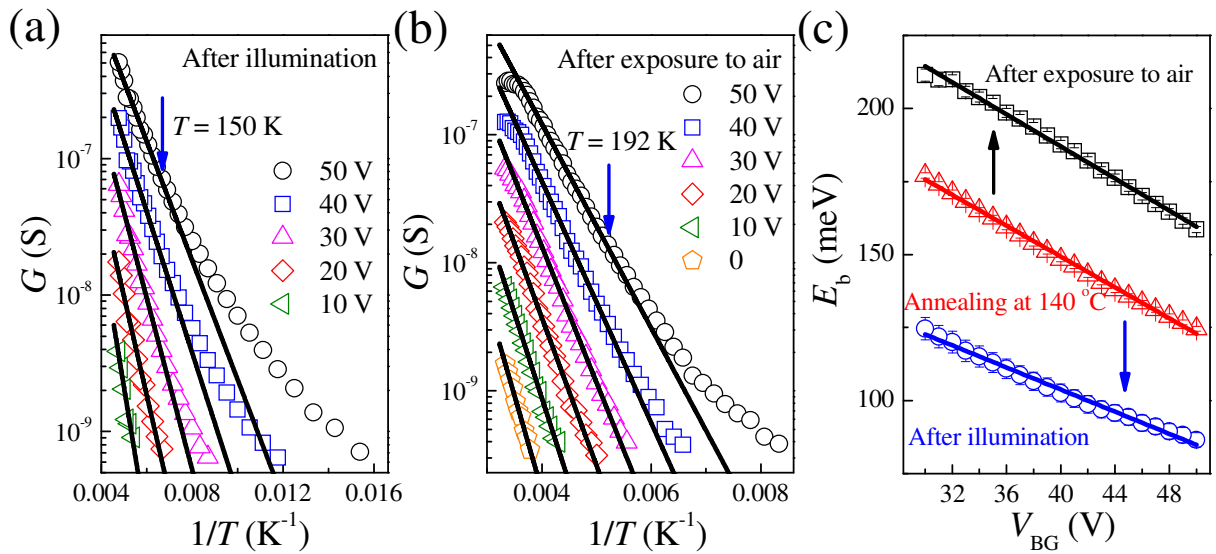 (a)
After illumination
T = 150 K
50 V
40 V
30 V
20 V
10 V
10⁻⁷
10⁻⁸
10⁻⁹
G (S)
0.004
0.008
0.012
0.016
1/T (K⁻¹)
(b)
After exposure to air
T = 192 K
50 V
40 V
30 V
20 V
10 V
0
10⁻⁷
10⁻⁸
10⁻⁹
G (S)
0.004
0.006
0.008
1/T (K⁻¹)
(c)
After exposure to air
Annealing at 140 °C
After illumination
200
150
100
E_b (meV)
32
36
40
44
48
V_BG (V)